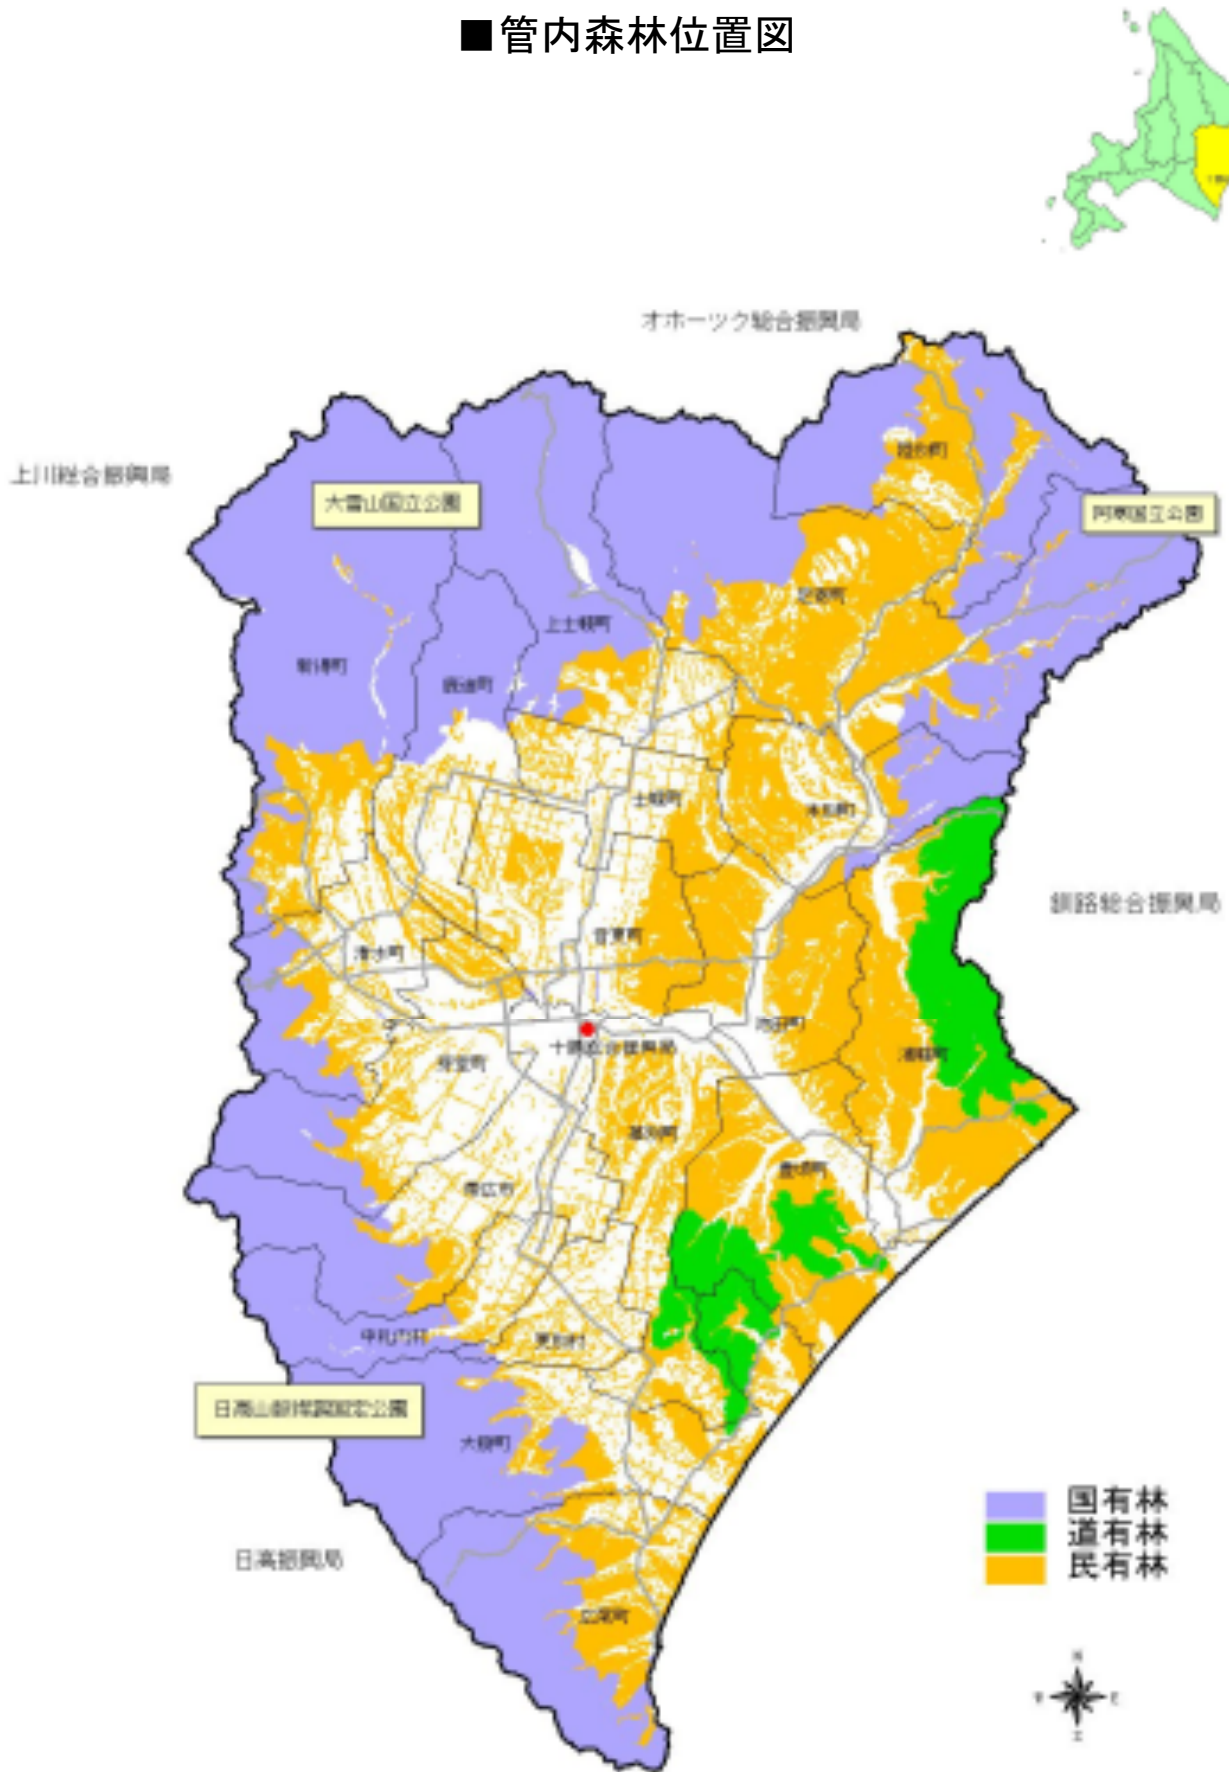 ■管内森林位置図
オホーツク総合振興局
上川総合振興局
陸別町
大雪山国立公園
阿寒国立公園
足寄町
上士幌町
新得町
鹿追町
士幌町
本別町
釧路総合振興局
音更町
清水町
池田町
十勝総合振興局
浦幌町
芽室町
幕別町
豊頃町
帯広市
中札内村
更別村
日高山脈襟裳国定公園
大樹町
国有林
道有林
民有林
日高振興局
広尾町
N
E